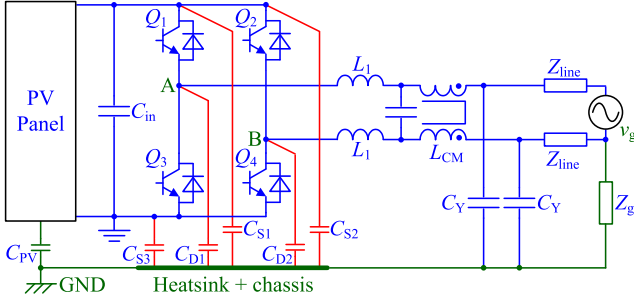 Q1
Q2
A
L1
Zline
PV
Panel
Cin
vg
B
Q3
Q4
L1
LCM
Zline
CPV
CS3
CD1
CS1
CD2
CS2
CY
CY
Zg
GND
Heatsink + chassis